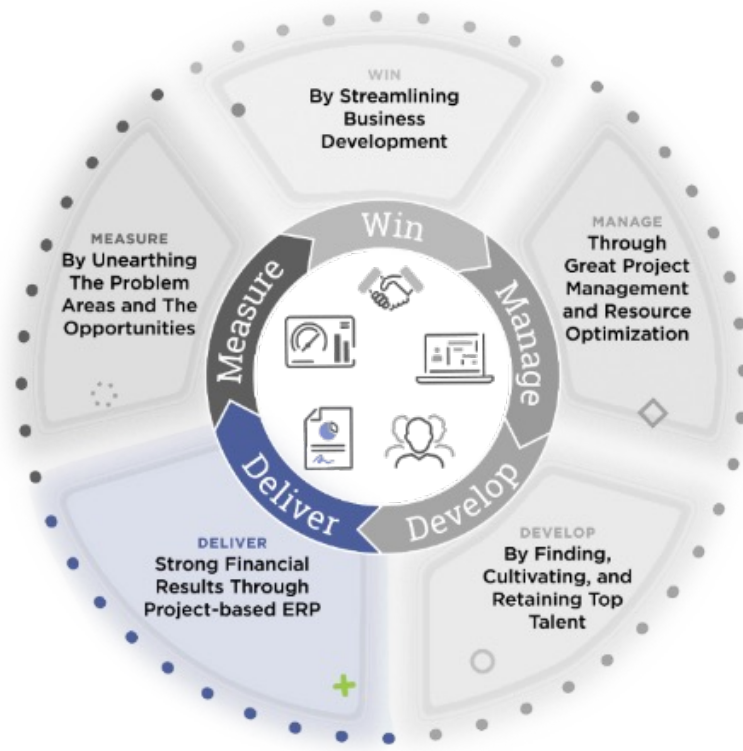 WIN
By Streamlining
Business
Development
MANAGE
Through
Great Project
Management
and Resource
Optimization
DEVELOP
By Finding,
Cultivating, and
Retaining Top
Talent
DELIVER
Strong Financial
Results Through
Project-based ERP
MEASURE
By Unearthing
The Problem
Areas and The
Opportunities
Win
Manage
Develop
Deliver
Measure